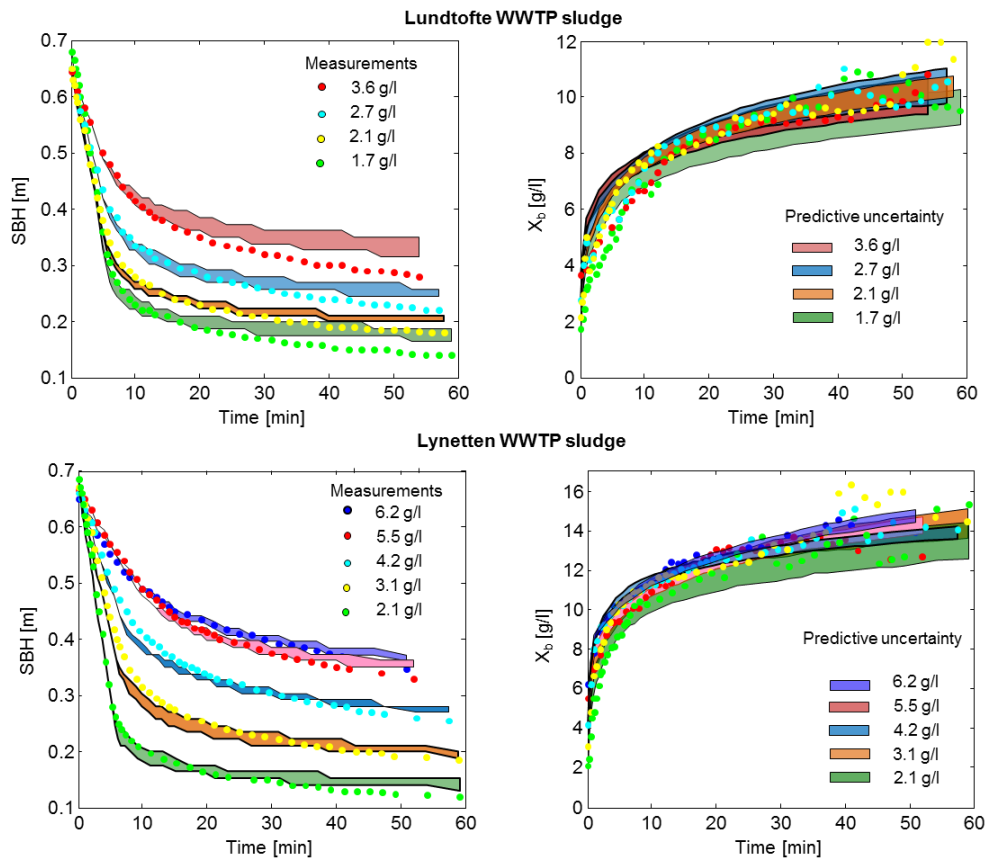 Lundtofte WWTP sludge
0.7
0.6
0.5
0.4
0.3
0.2
0.1
SBH [m]
Measurements
3.6 g/l
2.7 g/l
2.1 g/l
1.7 g/l
0 10 20 30 40 50 60
Time [min]
12
10
8
6
4
2
0
X_b [g/l]
Predictive uncertainty
3.6 g/l
2.7 g/l
2.1 g/l
1.7 g/l
0 10 20 30 40 50 60
Time [min]
Lynetten WWTP sludge
0.7
0.6
0.5
0.4
0.3
0.2
0.1
SBH [m]
Measurements
6.2 g/l
5.5 g/l
4.2 g/l
3.1 g/l
2.1 g/l
0 10 20 30 40 50 60
Time [min]
16
14
12
10
8
6
4
2
0
X_b [g/l]
Predictive uncertainty
6.2 g/l
5.5 g/l
4.2 g/l
3.1 g/l
2.1 g/l
0 10 20 30 40 50 60
Time [min]